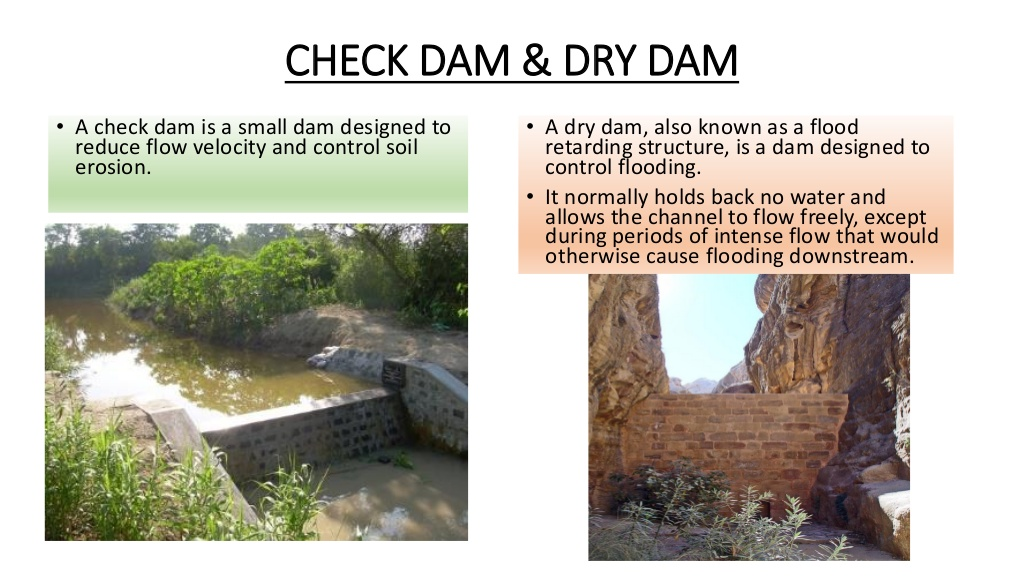 CHECK DAM & DRY DAM
• A check dam is a small dam designed to
reduce flow velocity and control soil
erosion.
• A dry dam, also known as a flood
retarding structure, is a dam designed to
control flooding.
• It normally holds back no water and
allows the channel to flow freely, except
during periods of intense flow that would
otherwise cause flooding downstream.